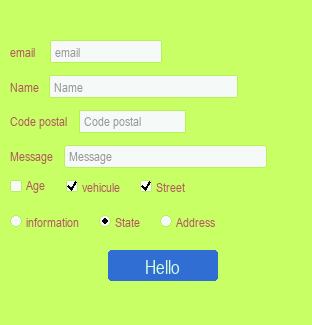 email email
Name Name
Code postal Code postal
Message Message
Age vehicule Street
information State Address
Hello